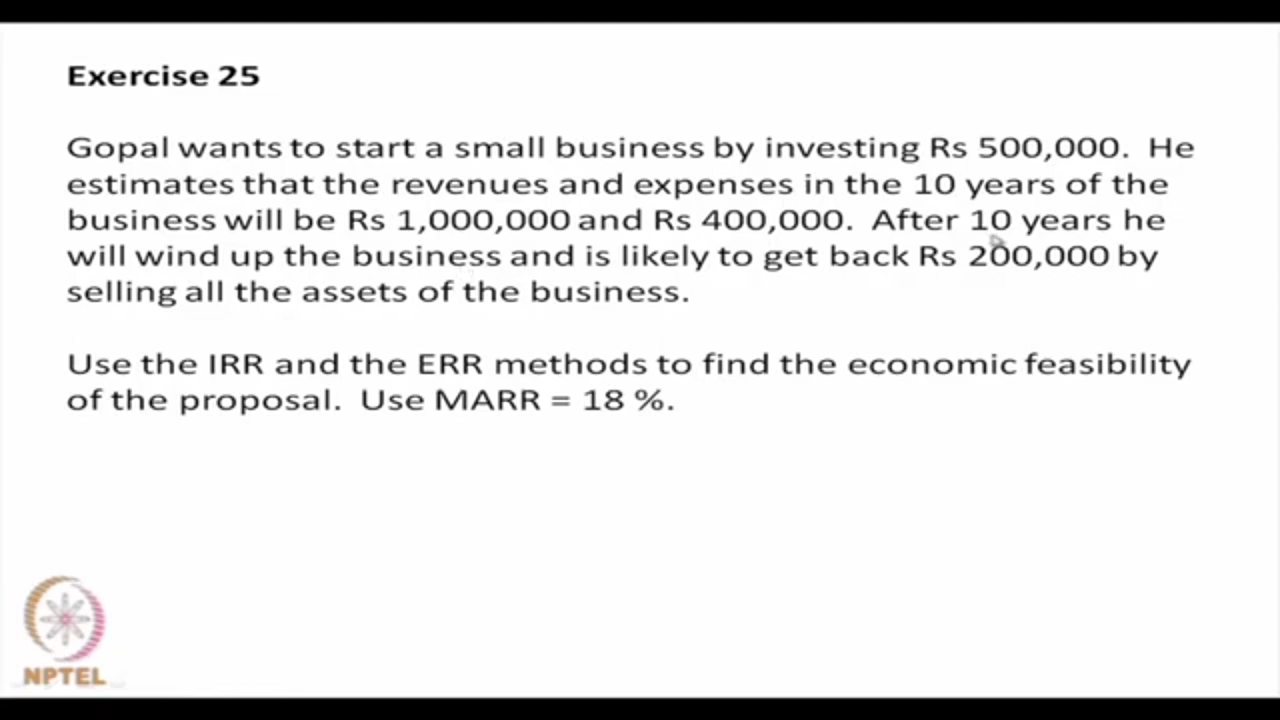 Exercise 25
Gopal wants to start a small business by investing Rs 500,000. He
estimates that the revenues and expenses in the 10 years of the
business will be Rs 1,000,000 and Rs 400,000. After 10 years he
will wind up the business and is likely to get back Rs 200,000 by
selling all the assets of the business.
Use the IRR and the ERR methods to find the economic feasibility
of the proposal. Use MARR = 18 %.
NPTEL